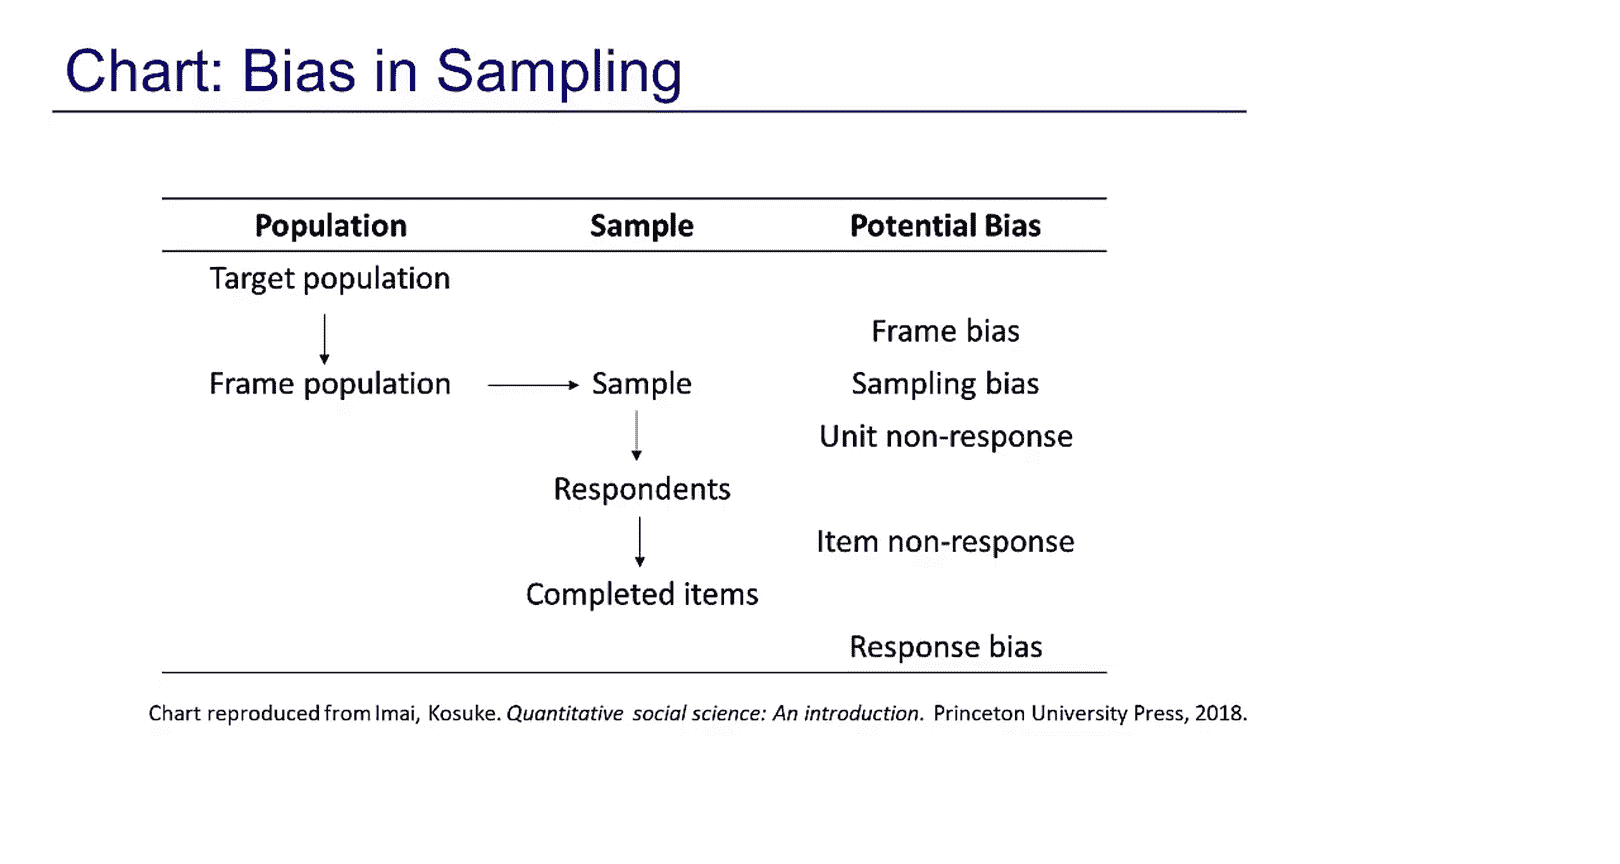 Chart: Bias in Sampling
Population Sample Potential Bias
Target population
Frame bias
Frame population Sample Sampling bias
Unit non-response
Respondents
Item non-response
Completed items
Response bias
Chart reproduced from Imai, Kosuke. Quantitative social science: An introduction. Princeton University Press, 2018.